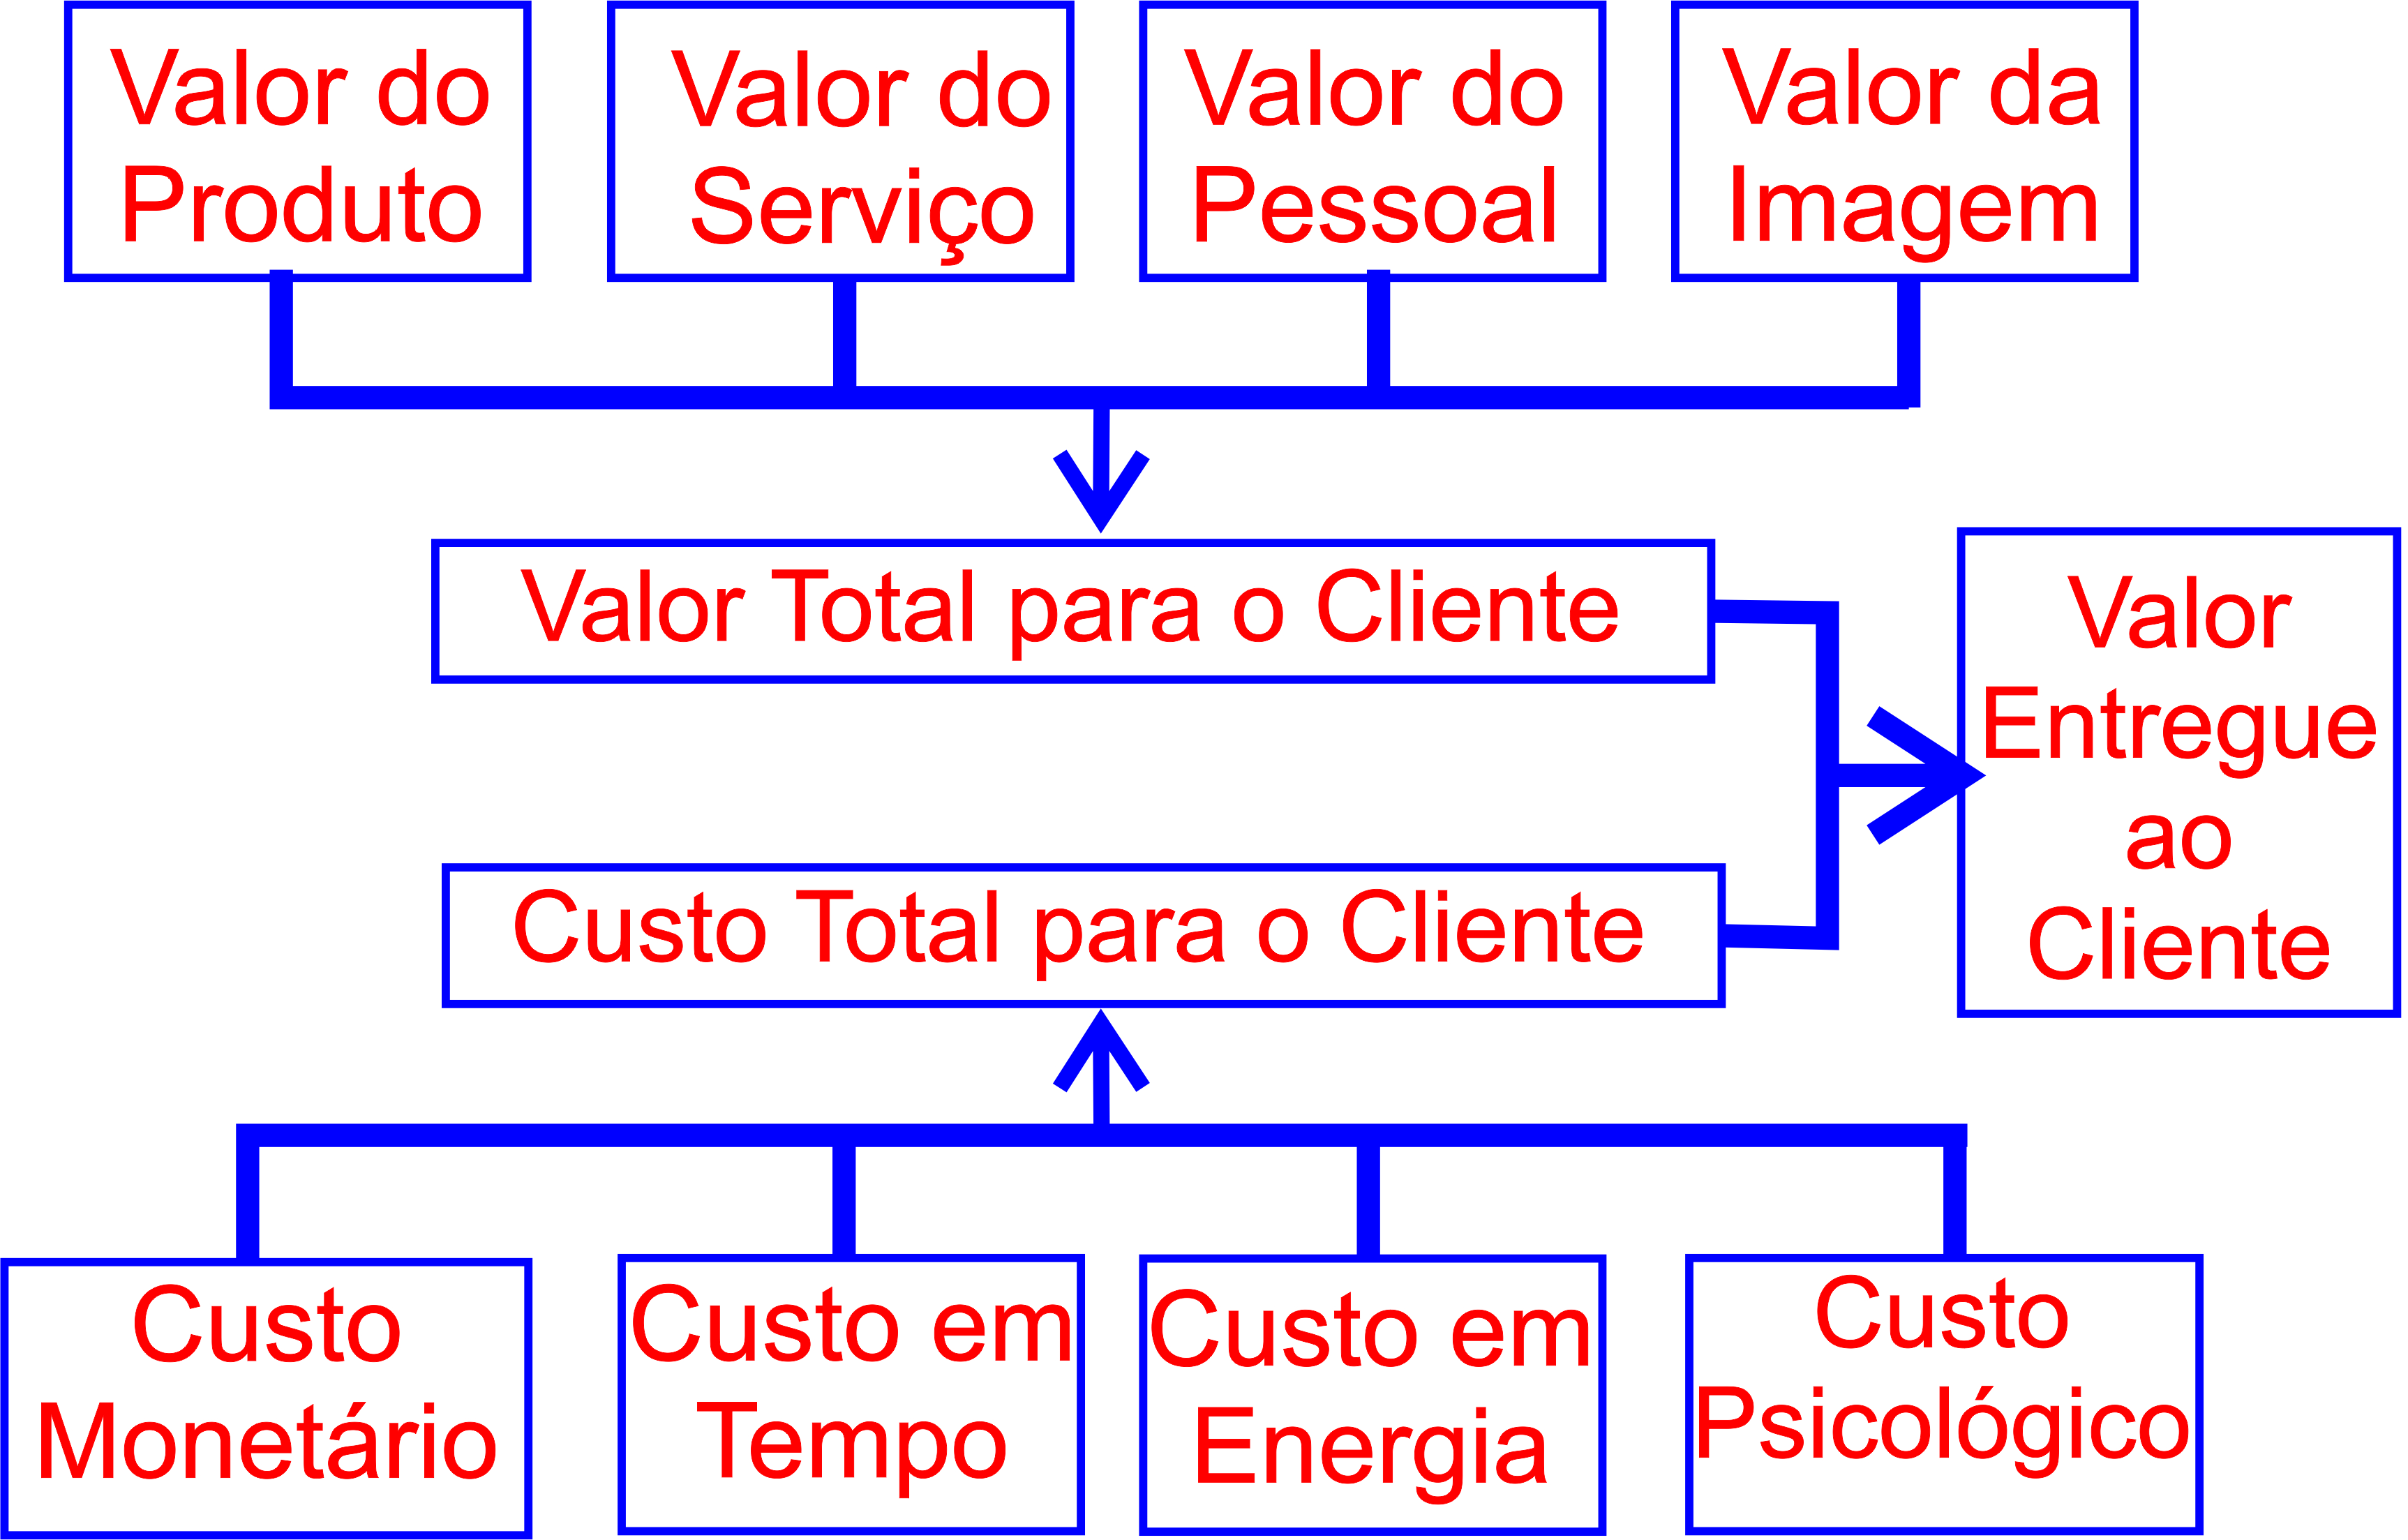 Valor do
Produto
Valor do
Serviço
Valor do
Pessoal
Valor da
Imagem
Valor Total para o Cliente
Valor
Entregue
ao
Cliente
Custo Total para o Cliente
Custo
Monetário
Custo em
Tempo
Custo em
Energia
Custo
Psicológico